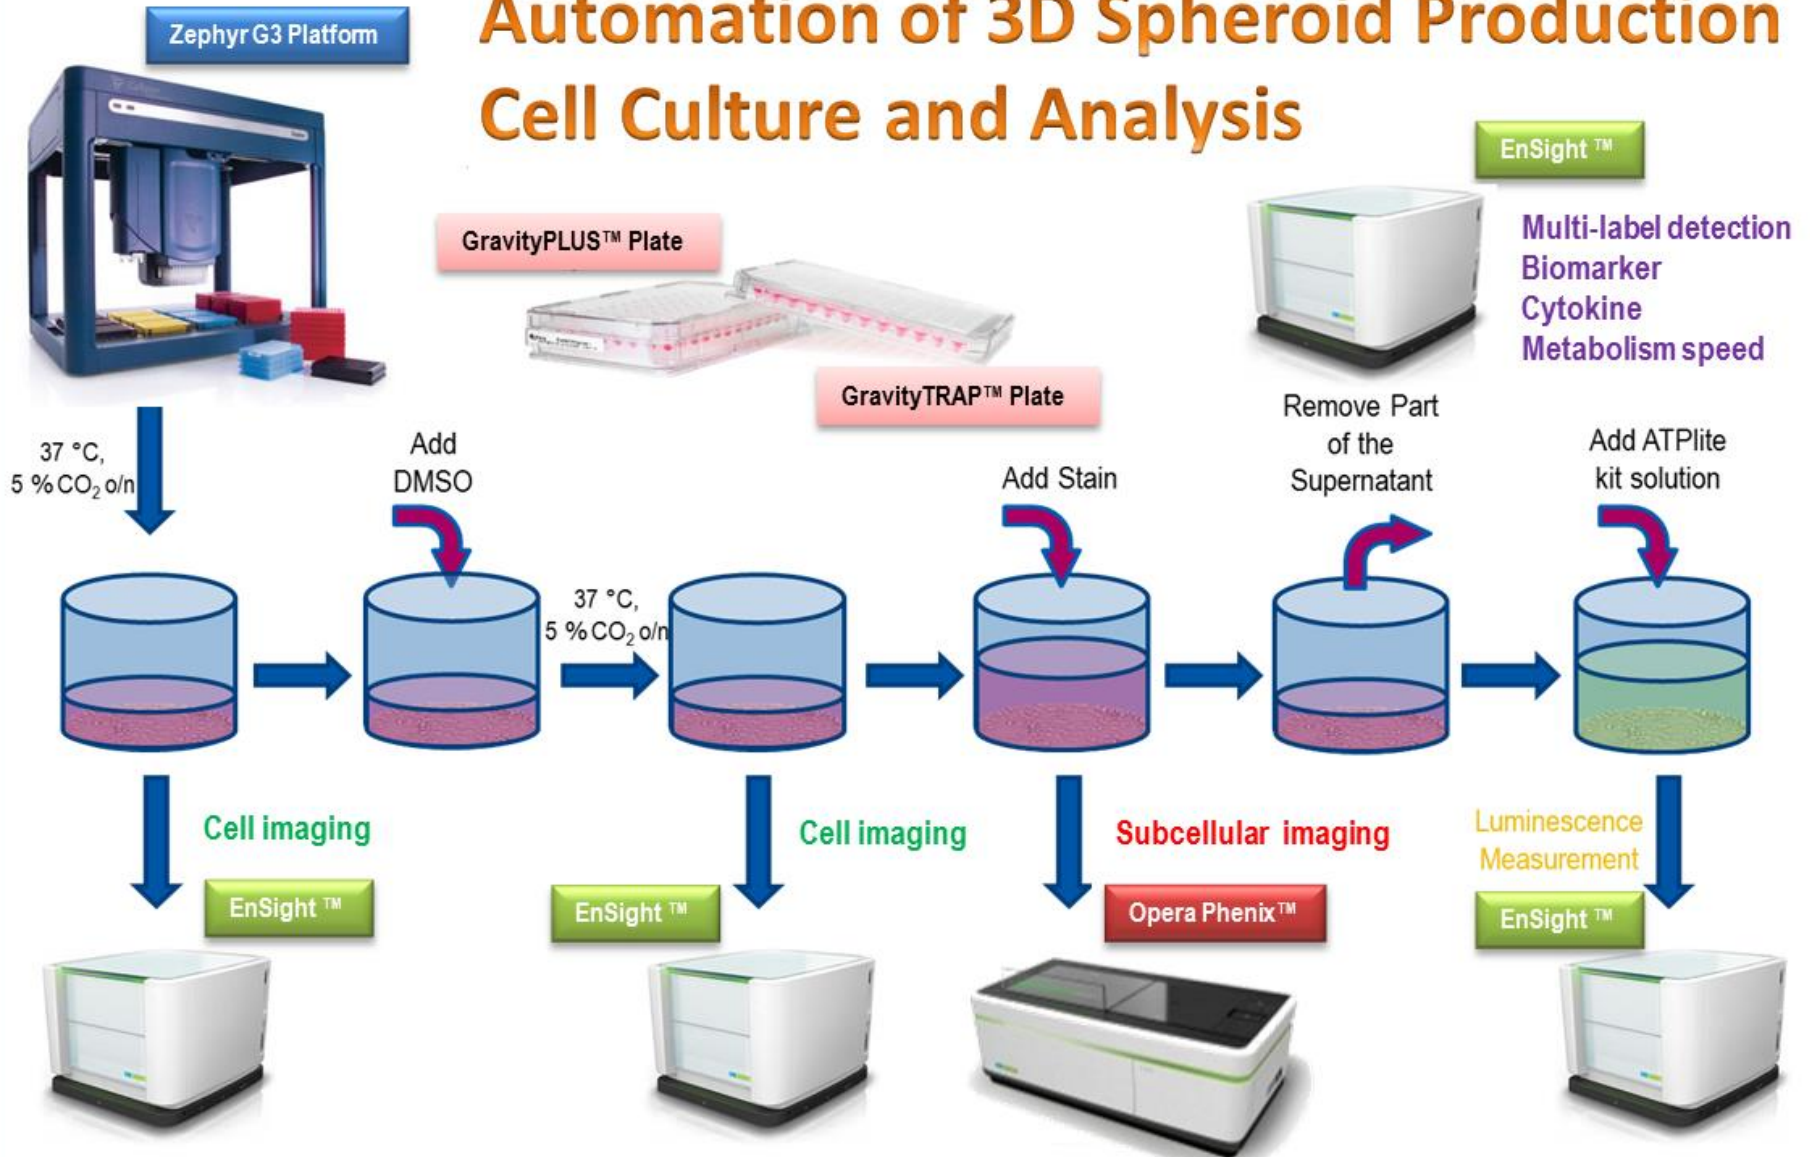 Automation of 3D Spheroid Production
Cell Culture and Analysis
Zephyr G3 Platform
EnSight ™
GravityPLUS™ Plate
Multi-label detection
Biomarker
Cytokine
Metabolism speed
GravityTRAP™ Plate
37 °C,
5 % CO₂ o/n
Add
DMSO
37 °C,
5 % CO₂ o/n
Add Stain
Remove Part
of the
Supernatant
Add ATPlite
kit solution
Cell imaging
EnSight ™
Cell imaging
EnSight ™
Subcellular imaging
Opera Phenix™
Luminescence
Measurement
EnSight ™